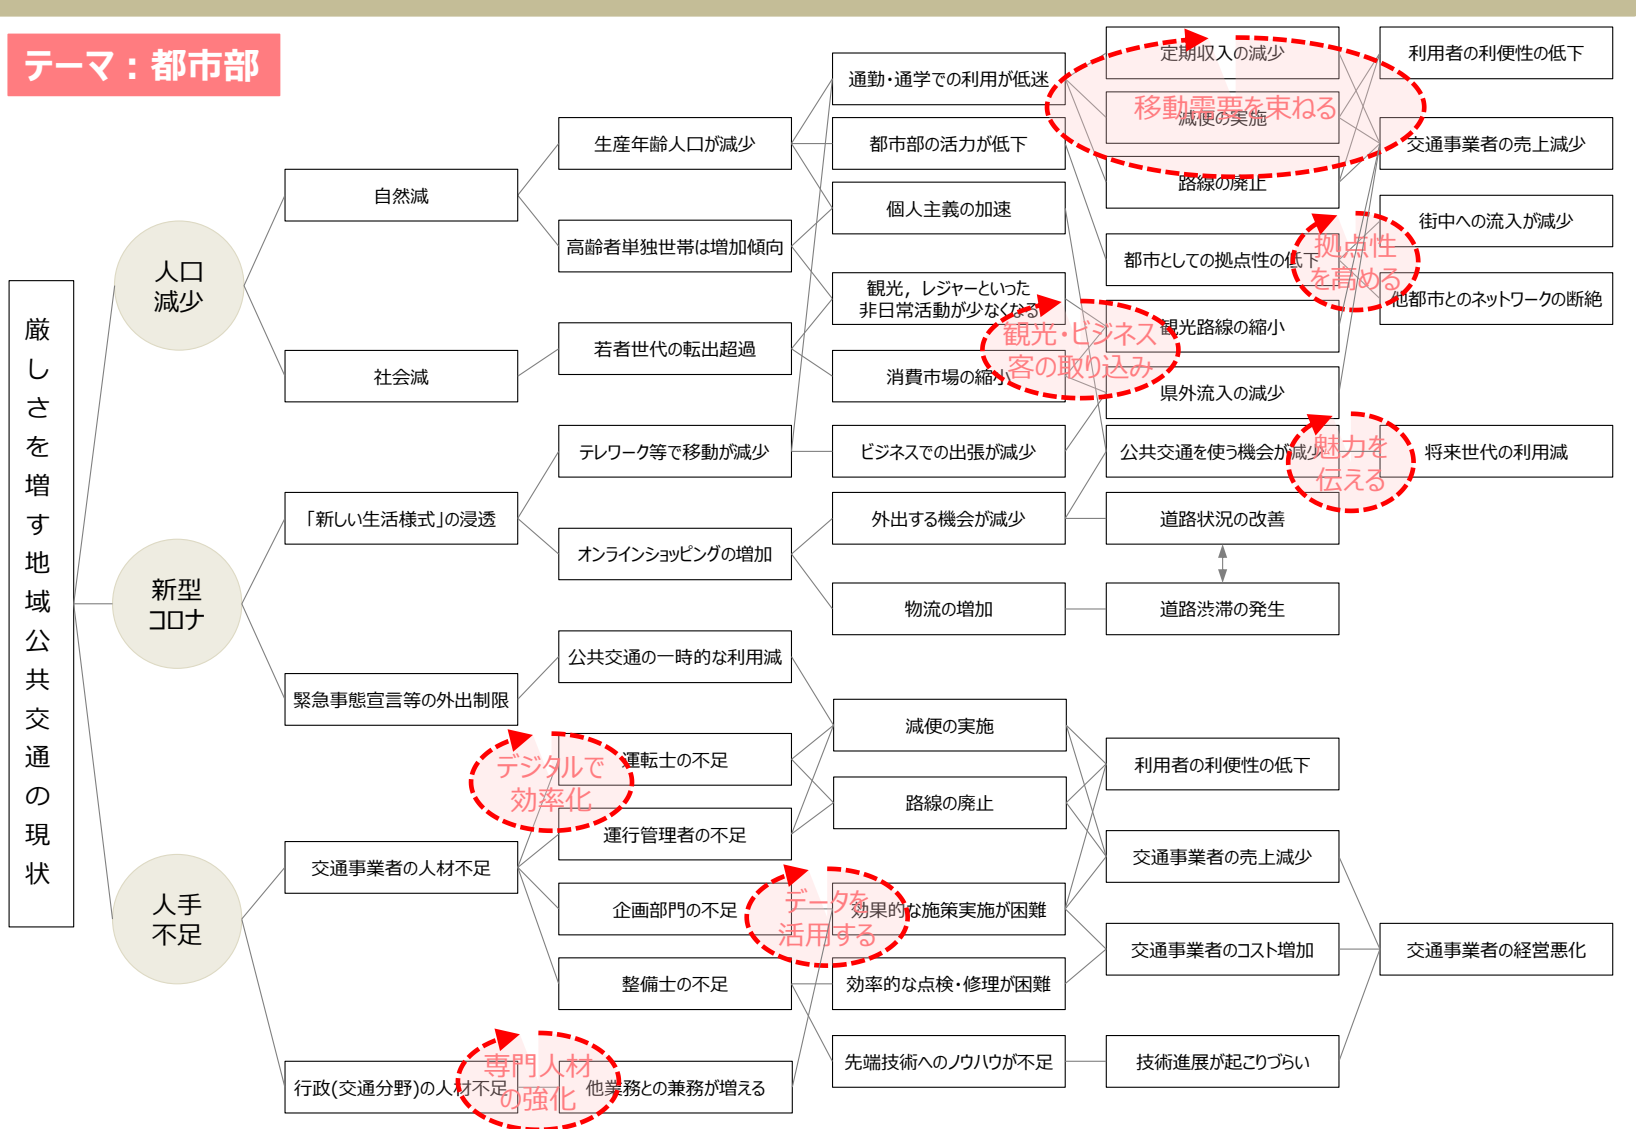 テーマ：都市部
厳しさを増す地域公共交通の現状
人口
減少
新型
コロナ
人手
不足
自然減
社会減
「新しい生活様式」の浸透
緊急事態宣言等の外出制限
交通事業者の人材不足
行政(交通分野)の人材不足
生産年齢人口が減少
高齢者単独世帯は増加傾向
若者世代の転出超過
テレワーク等で移動が減少
オンラインショッピングの増加
公共交通の一時的な利用減
運転士の不足
運行管理者の不足
企画部門の不足
整備士の不足
他業務との兼務が増える
通勤・通学での利用が低迷
都市部の活力が低下
個人主義の加速
観光，レジャーといった
非日常活動が少なくなる
消費市場の縮小
ビジネスでの出張が減少
外出する機会が減少
物流の増加
減便の実施
路線の廃止
効果的な施策実施が困難
効率的な点検・修理が困難
先端技術へのノウハウが不足
定期収入の減少
減便の実施
路線の廃止
都市としての拠点性の低下
観光路線の縮小
県外流入の減少
公共交通を使う機会が減少
道路状況の改善
道路渋滞の発生
利用者の利便性の低下
交通事業者の売上減少
交通事業者のコスト増加
技術進展が起こりづらい
利用者の利便性の低下
交通事業者の売上減少
街中への流入が減少
他都市とのネットワークの断絶
将来世代の利用減
交通事業者の経営悪化
移動需要を束ねる
拠点性
を高める
観光・ビジネス
客の取り込み
魅力を
伝える
デジタルで
効率化
データを
活用する
専門人材
の強化